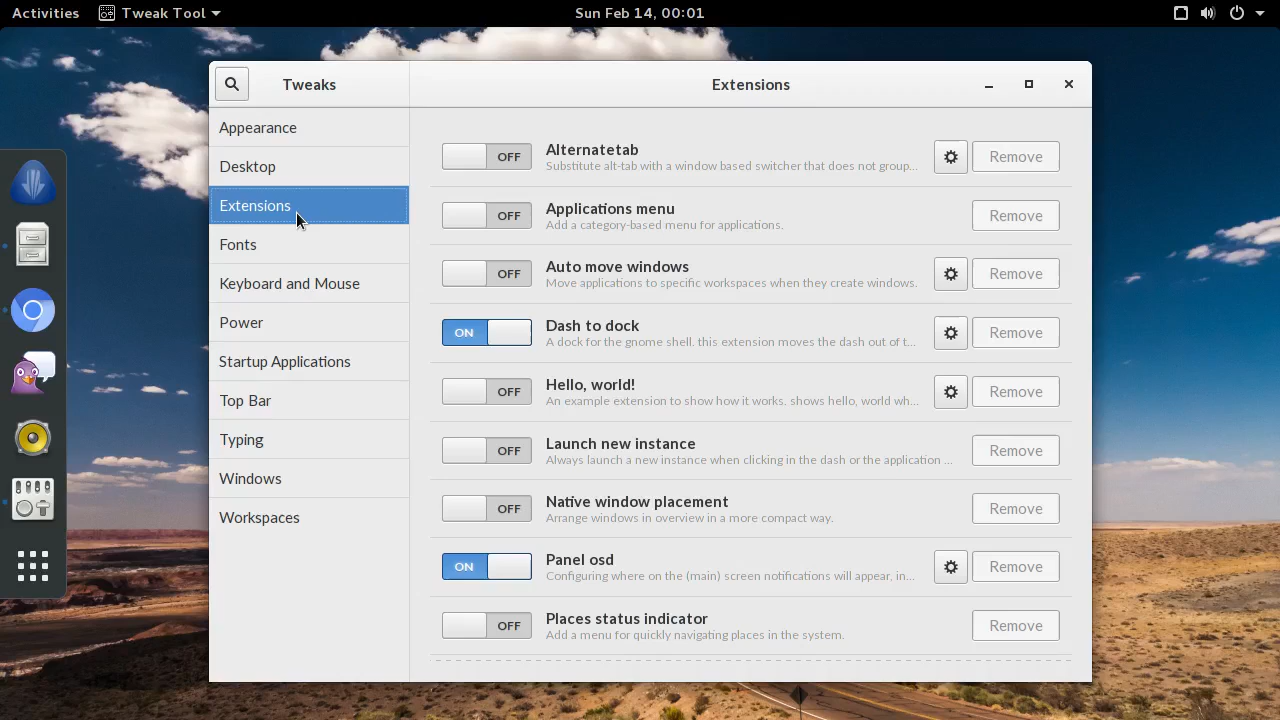 Activities Tweak Tool Sun Feb 14, 00:01
Tweaks Extensions
Appearance
Desktop
Extensions
Fonts
Keyboard and Mouse
Power
Startup Applications
Top Bar
Typing
Windows
Workspaces
OFF Alternatetab Remove
Substitute alt-tab with a window based switcher that does not group...
OFF Applications menu Remove
Add a category-based menu for applications.
OFF Auto move windows Remove
Move applications to specific workspaces when they create windows.
ON Dash to dock Remove
A dock for the gnome shell. this extension moves the dash out of t...
OFF Hello, world! Remove
An example extension to show how it works. shows hello, world wh...
OFF Launch new instance Remove
Always launch a new instance when clicking in the dash or the application ...
OFF Native window placement Remove
Arrange windows in overview in a more compact way.
ON Panel osd Remove
Configuring where on the (main) screen notifications will appear, in...
OFF Places status indicator Remove
Add a menu for quickly navigating places in the system.